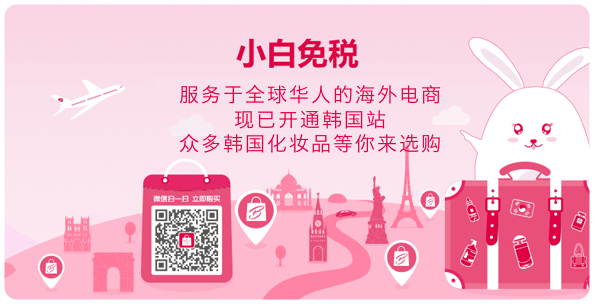 小白免税
服务于全球华人的海外电商
现已开通韩国站
众多韩国化妆品等你来选购
微信扫一扫 立即购买